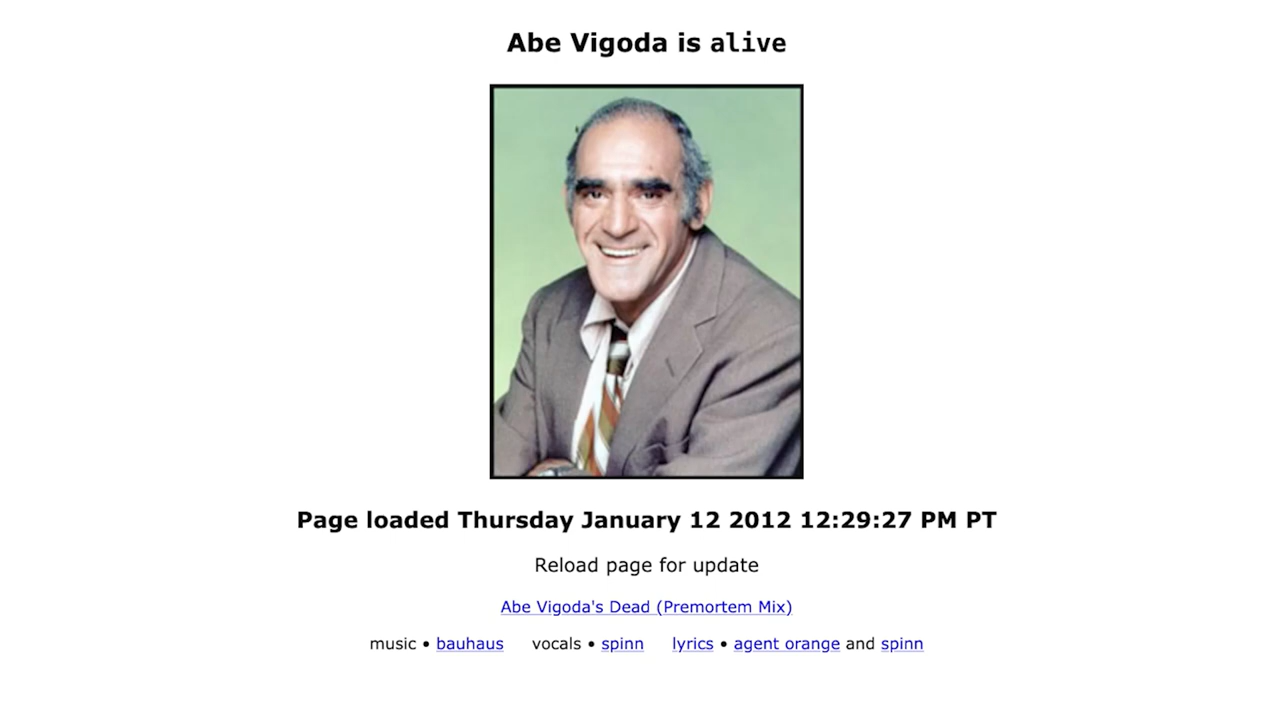 Abe Vigoda is alive
Page loaded Thursday January 12 2012 12:29:27 PM PT
Reload page for update
Abe Vigoda's Dead (Premortem Mix)
music • bauhaus vocals • spinn lyrics • agent orange and spinn